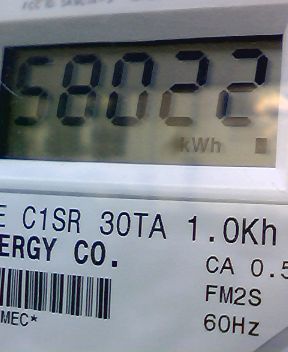 58022
kWh
E C1SR 30TA 1.0Kh
ERGY CO.
CA 0.5
FM2S
MEC*
60Hz